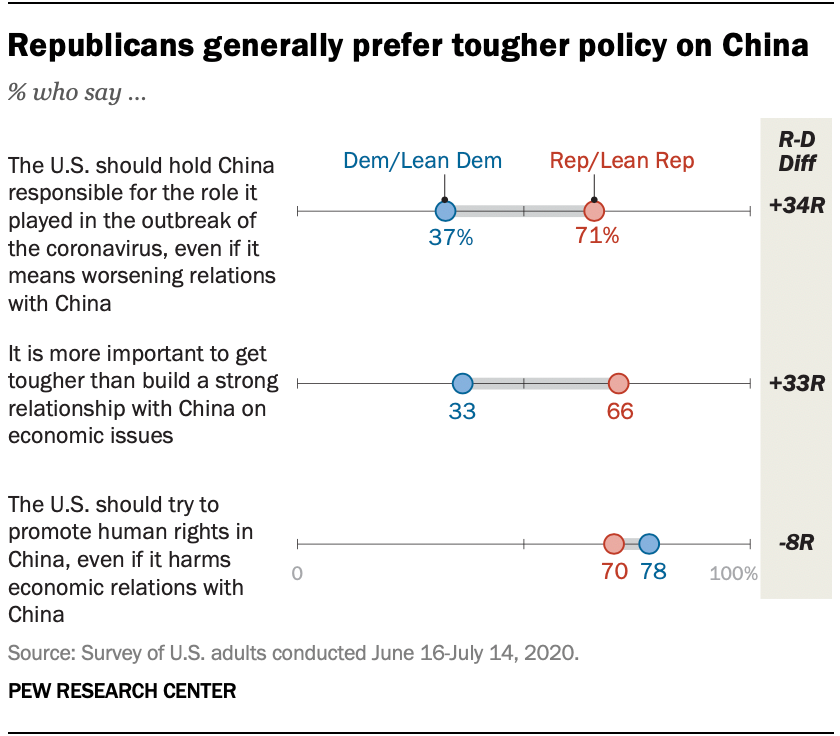 Republicans generally prefer tougher policy on China
% who say ...
R-D
Diff
Dem/Lean Dem
Rep/Lean Rep
The U.S. should hold China
responsible for the role it
played in the outbreak of
the coronavirus, even if it
means worsening relations
with China
37%
71%
+34R
It is more important to get
tougher than build a strong
relationship with China on
economic issues
33
66
+33R
The U.S. should try to
promote human rights in
China, even if it harms
economic relations with
China
70
78
-8R
0
100%
Source: Survey of U.S. adults conducted June 16-July 14, 2020.
PEW RESEARCH CENTER